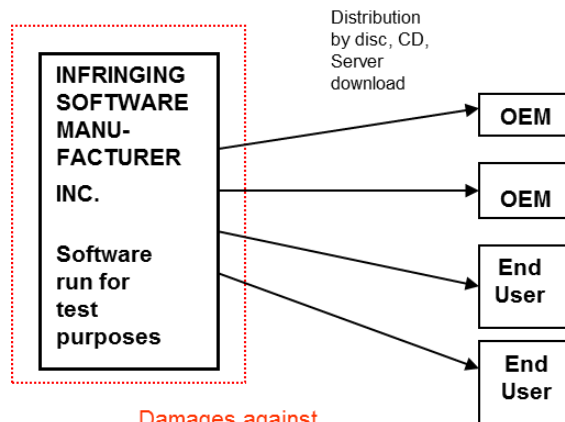 Distribution
by disc, CD,
Server
download
INFRINGING
SOFTWARE
MANU-
FACTURER
INC.
Software
run for
test
purposes
OEM
OEM
End
User
End
User
Damages against